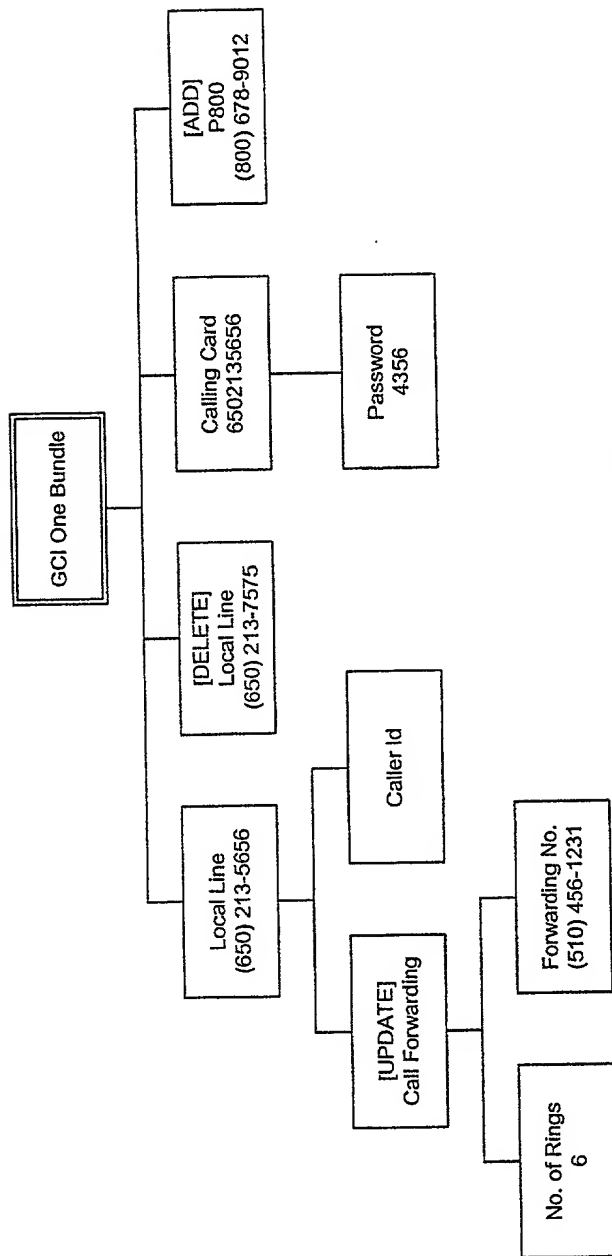 GCI One Bundle
Local Line
(650) 213-5656
[DELETE]
Local Line
(650) 213-7575
Calling Card
6502135656
[ADD]
P800
(800) 678-9012
[UPDATE]
Call Forwarding
Caller Id
Password
4356
No. of Rings
6
Forwarding No.
(510) 456-1231